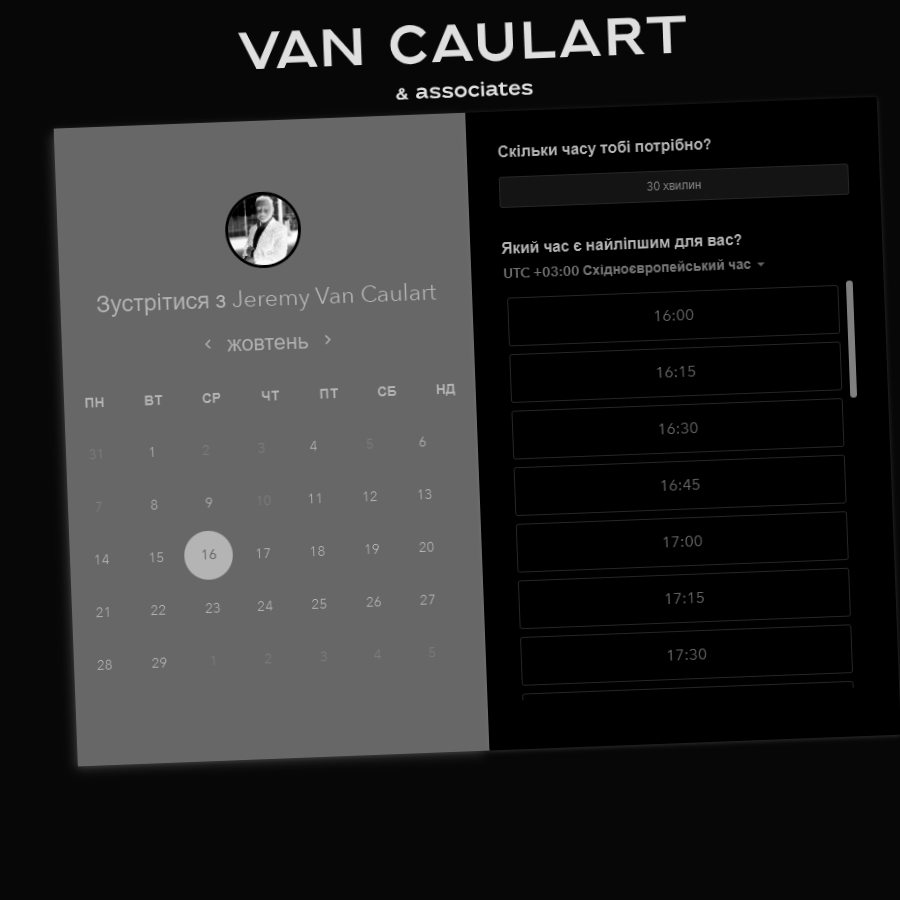 VAN CAULART
& associates
Зустрітися з Jeremy Van Caulart
жовтень
ПН ВТ СР ЧТ ПТ СБ НД
31 1 2 3 4 5 6
7 8 9 10 11 12 13
14 15 16 17 18 19 20
21 22 23 24 25 26 27
28 29 1 2 3 4 5
Скільки часу тобі потрібно?
30 хвилин
Який час є найліпшим для вас?
UTC +03:00 Східноєвропейський час
16:00
16:15
16:30
16:45
17:00
17:15
17:30